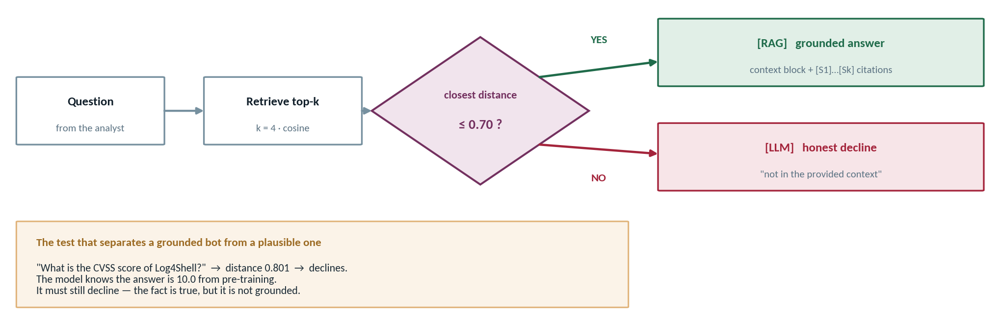 Question
from the analyst
Retrieve top-k
k = 4 · cosine
closest distance
≤ 0.70 ?
YES
[RAG] grounded answer
context block + [S1]...[Sk] citations
NO
[LLM] honest decline
"not in the provided context"
The test that separates a grounded bot from a plausible one
"What is the CVSS score of Log4Shell?" → distance 0.801 → declines.
The model knows the answer is 10.0 from pre-training.
It must still decline — the fact is true, but it is not grounded.